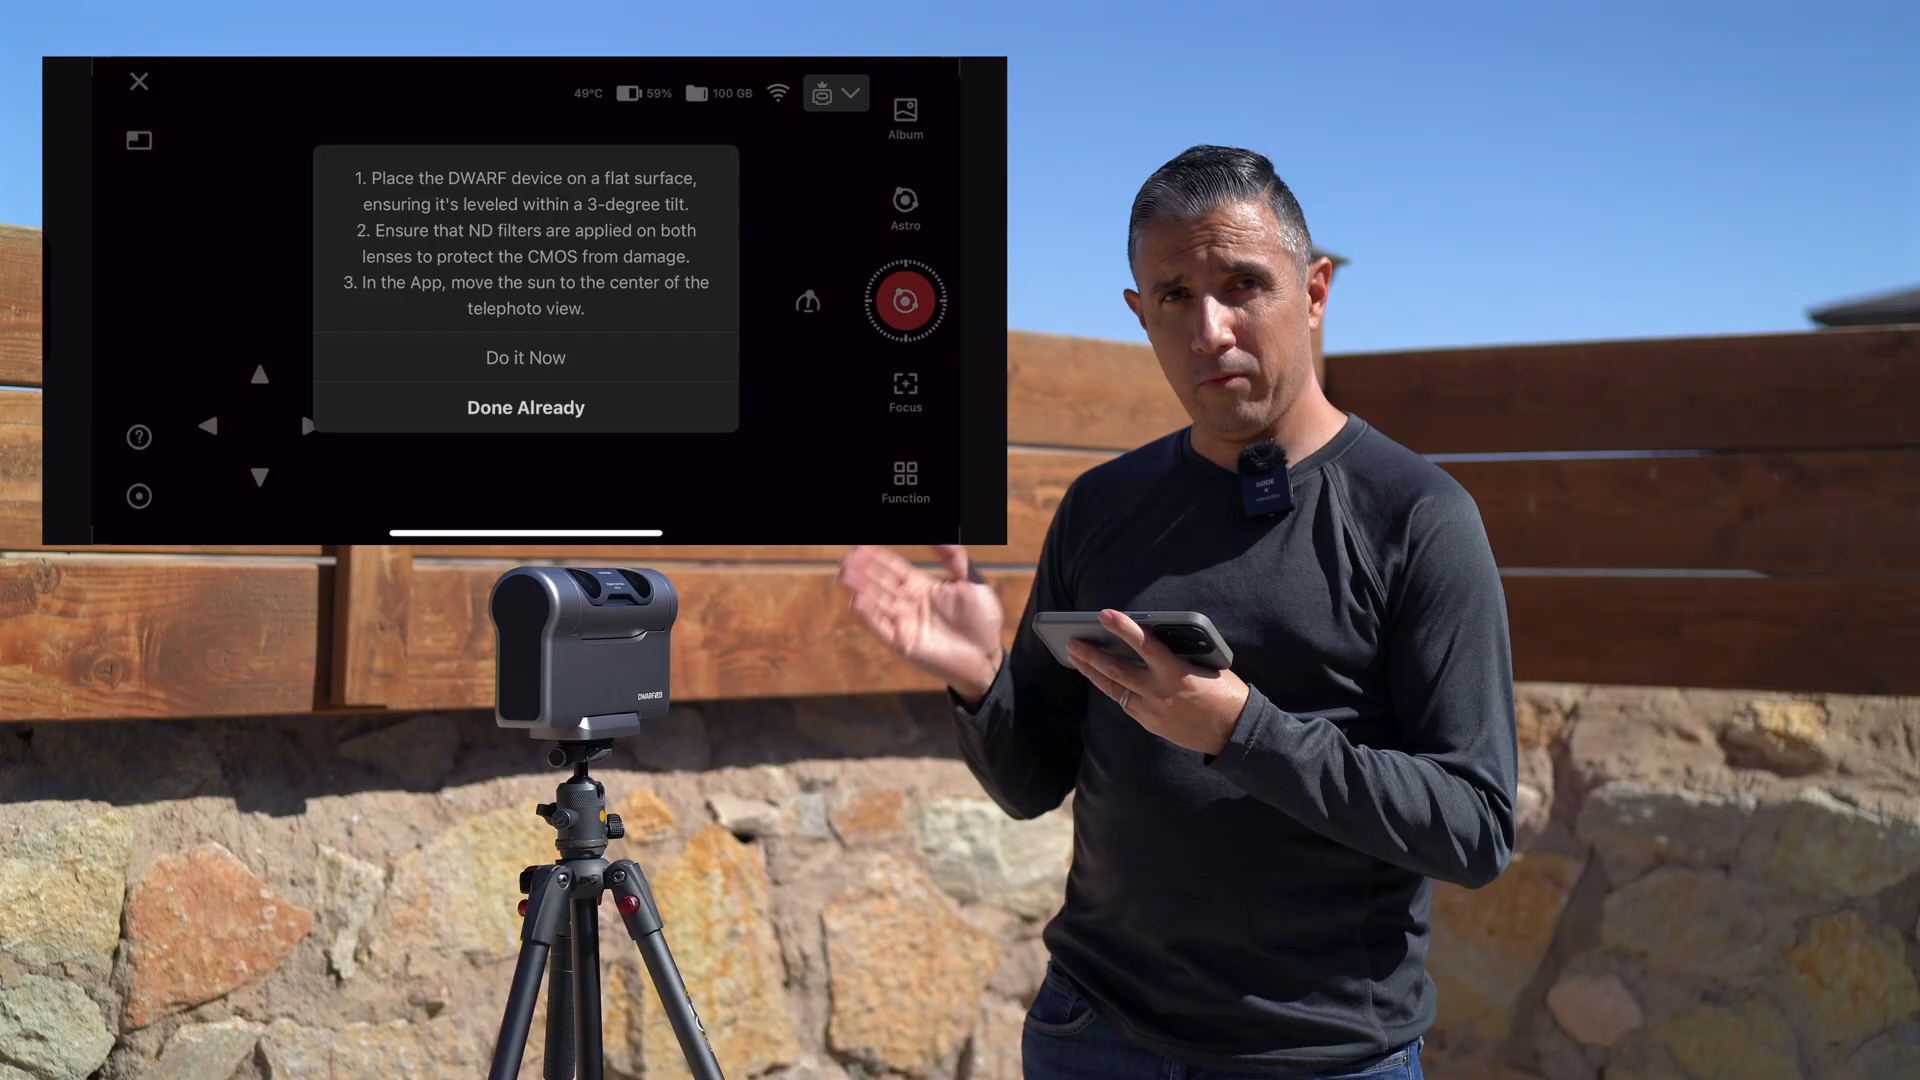 49°C
59%
100 GB
Album
1. Place the DWARF device on a flat surface,
ensuring it's leveled within a 3-degree tilt.
2. Ensure that ND filters are applied on both
lenses to protect the CMOS from damage.
3. In the App, move the sun to the center of the
telephoto view.
Do it Now
Done Already
Astro
Focus
Function
RODE
DWARFLAB